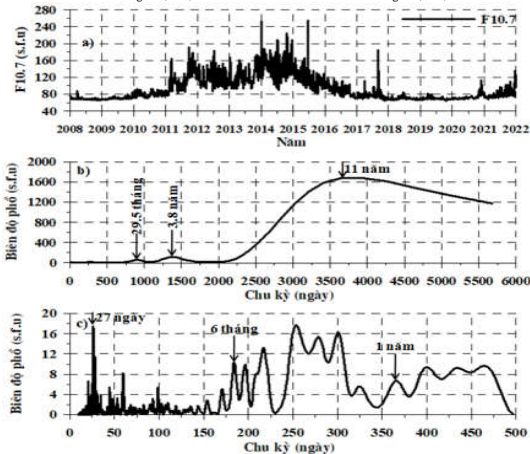 F10.7 (s.f.u)
280
240
200
160
120
80
40
a)
F10.7
2008 2009 2010 2011 2012 2013 2014 2015 2016 2017 2018 2019 2020 2021 2022
Năm
Biên độ phổ (s.f.u)
2000
1600
1200
800
400
0
b)
29.5 tháng
3.8 năm
11 năm
0 500 1000 1500 2000 2500 3000 3500 4000 4500 5000 5500 6000
Chu kỳ (ngày)
Biên độ phổ (s.f.u)
20
16
12
8
4
0
c)
27 ngày
6 tháng
1 năm
0 50 100 150 200 250 300 350 400 450 500
Chu kỳ (ngày)